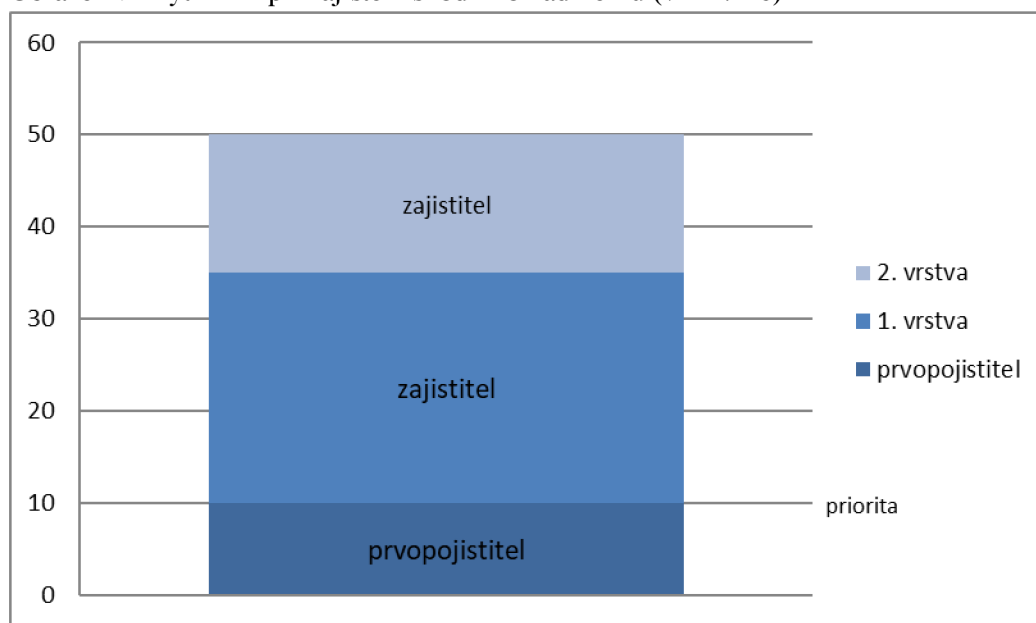 60
50
zajistitel
40
2. vrstva
30
1. vrstva
prvopojistitel
zajistitel
20
10
priorita
prvopojistitel
0